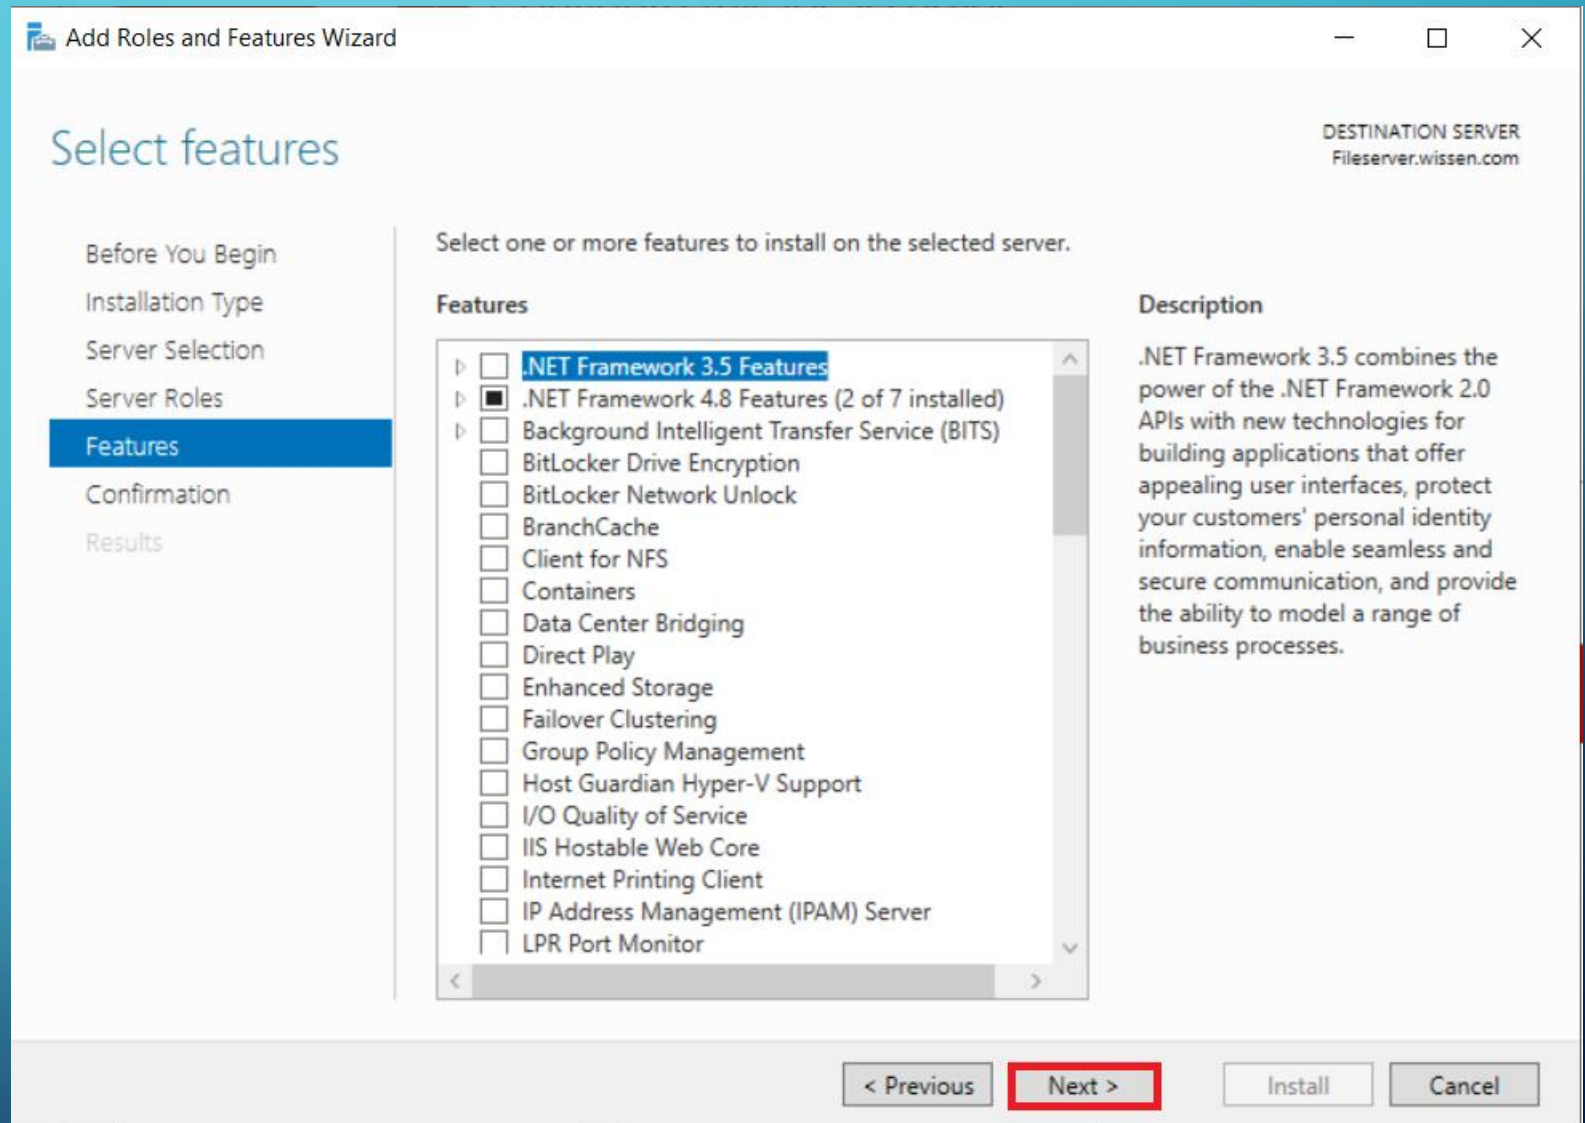 Add Roles and Features Wizard
Select features
DESTINATION SERVER
Fileserver.wissen.com
Before You Begin
Installation Type
Server Selection
Server Roles
Features
Confirmation
Results
Select one or more features to install on the selected server.
Features
.NET Framework 3.5 Features
.NET Framework 4.8 Features (2 of 7 installed)
Background Intelligent Transfer Service (BITS)
BitLocker Drive Encryption
BitLocker Network Unlock
BranchCache
Client for NFS
Containers
Data Center Bridging
Direct Play
Enhanced Storage
Failover Clustering
Group Policy Management
Host Guardian Hyper-V Support
I/O Quality of Service
IIS Hostable Web Core
Internet Printing Client
IP Address Management (IPAM) Server
LPR Port Monitor
Description
.NET Framework 3.5 combines the
power of the .NET Framework 2.0
APIs with new technologies for
building applications that offer
appealing user interfaces, protect
your customers' personal identity
information, enable seamless and
secure communication, and provide
the ability to model a range of
business processes.
< Previous
Next >
Install
Cancel